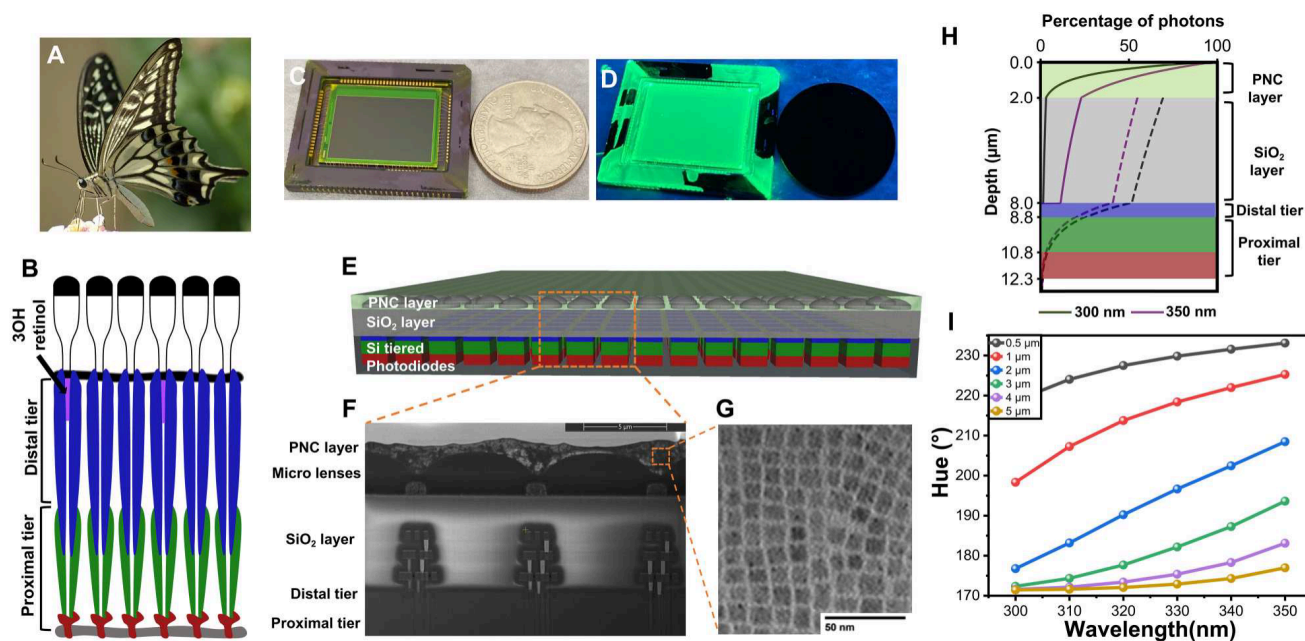 A
B
3OH
retinol
Distal tier
Proximal tier
C
D
E
PNC layer
SiO₂ layer
Si tiered
Photodiodes
F
5 µm
PNC layer
Micro lenses
SiO₂ layer
Distal tier
Proximal tier
G
50 nm
H
Percentage of photons
0 50 100
Depth (µm)
0.0
2.0
8.0
8.8
10.8
12.3
PNC
layer
SiO₂
layer
Distal tier
Proximal
tier
300 nm 350 nm
I
0.5 µm
1 µm
2 µm
3 µm
4 µm
5 µm
Hue (°)
230
220
210
200
190
180
170
300 310 320 330 340 350
Wavelength(nm)